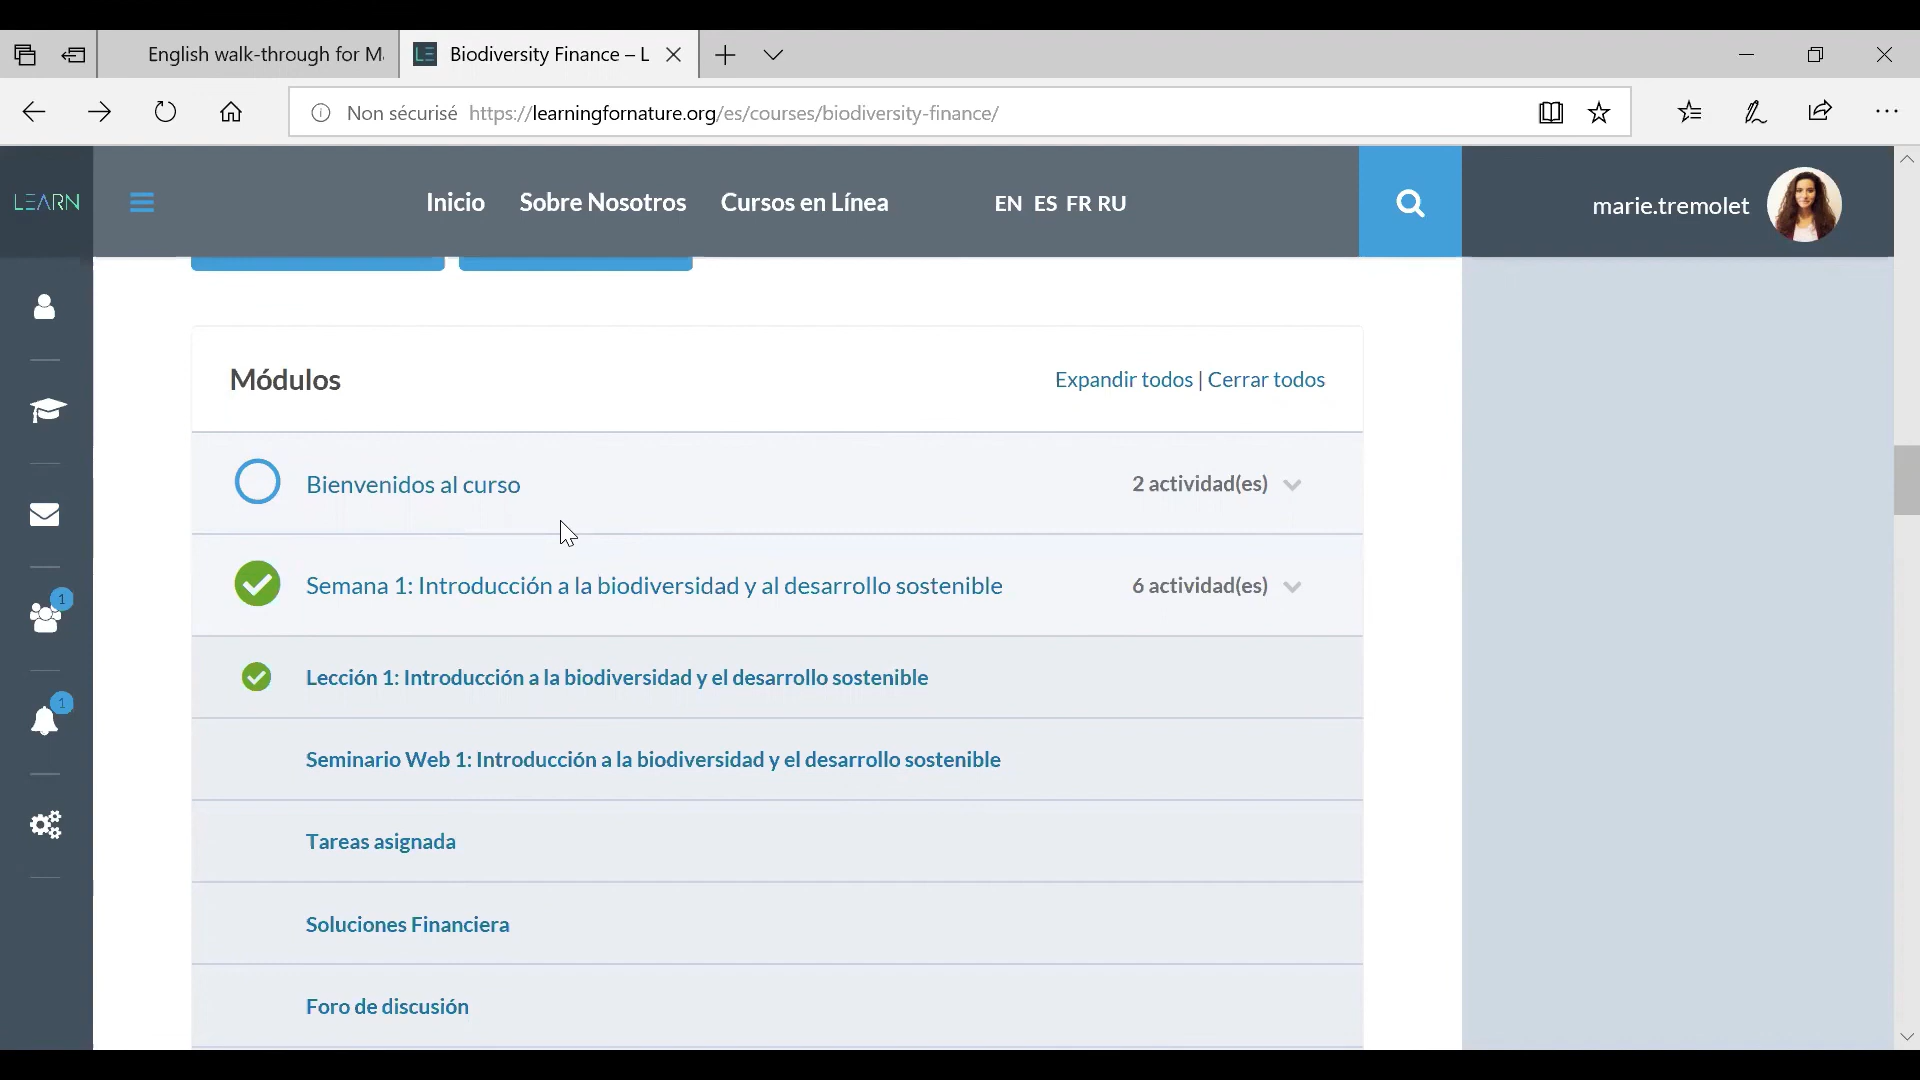 English walk-through for M
Biodiversity Finance – L
Non sécurisé https://learningfornature.org/es/courses/biodiversity-finance/
LEARN
Inicio Sobre Nosotros Cursos en Línea EN ES FR RU
marie.tremolet
Módulos
Expandir todos | Cerrar todos
Bienvenidos al curso
2 actividad(es)
Semana 1: Introducción a la biodiversidad y al desarrollo sostenible
6 actividad(es)
Lección 1: Introducción a la biodiversidad y el desarrollo sostenible
1
Seminario Web 1: Introducción a la biodiversidad y el desarrollo sostenible
1
Tareas asignada
Soluciones Financiera
Foro de discusión